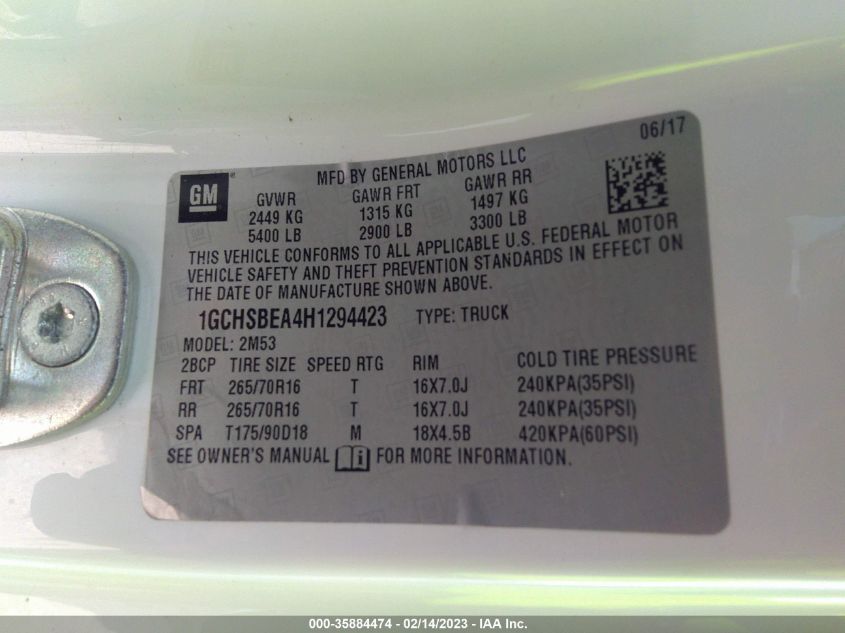 06/17
MFD BY GENERAL MOTORS LLC
GM
GVWR GAWR FRT GAWR RR
2449 KG 1315 KG 1497 KG
5400 LB 2900 LB 3300 LB
THIS VEHICLE CONFORMS TO ALL APPLICABLE U.S. FEDERAL MOTOR
VEHICLE SAFETY AND THEFT PREVENTION STANDARDS IN EFFECT ON
THE DATE OF MANUFACTURE SHOWN ABOVE.
1GCHSBEA4H1294423 TYPE: TRUCK
MODEL: 2M53
2BCP TIRE SIZE SPEED RTG RIM COLD TIRE PRESSURE
FRT 265/70R16 T 16X7.0J 240KPA(35PSI)
RR 265/70R16 T 16X7.0J 240KPA(35PSI)
SPA T175/90D18 M 18X4.5B 420KPA(60PSI)
SEE OWNER'S MANUAL i FOR MORE INFORMATION.
000-35884474 - 02/14/2023 - IAA Inc.